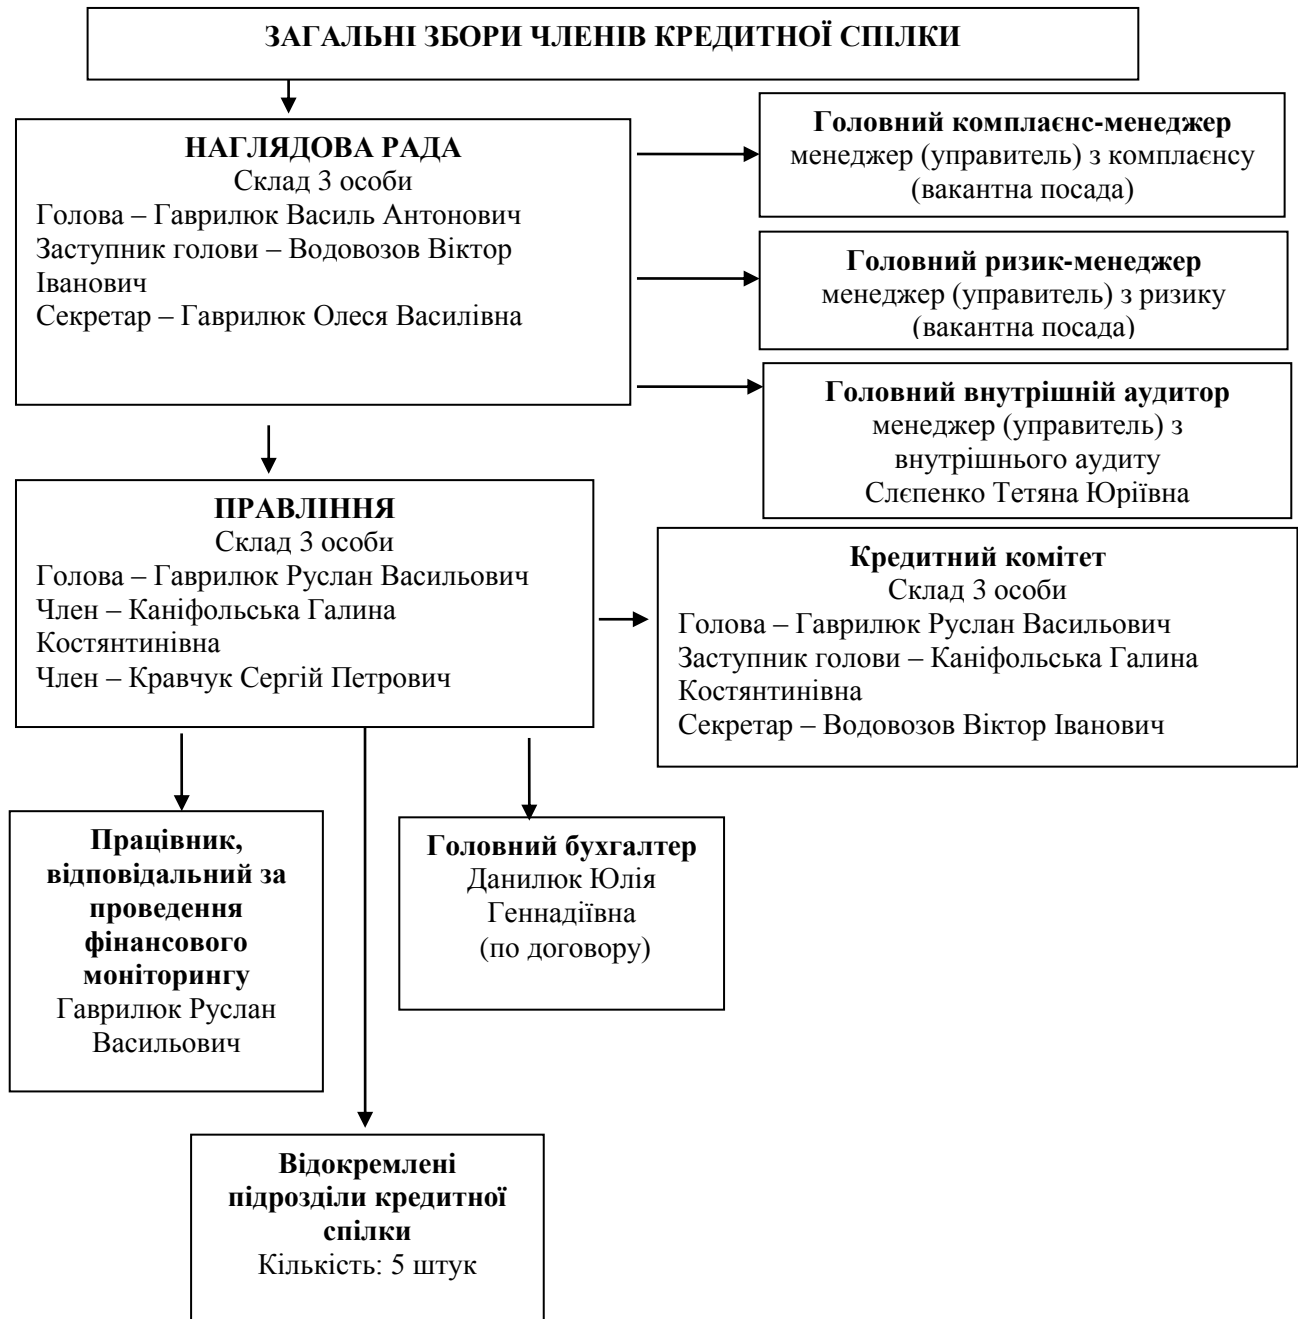 ЗАГАЛЬНІ ЗБОРИ ЧЛЕНІВ КРЕДИТНОЇ СПІЛКИ
НАГЛЯДОВА РАДА
Склад 3 особи
Голова – Гаврилюк Василь Антонович
Заступник голови – Водовозов Віктор
Іванович
Секретар – Гаврилюк Олеся Василівна
Головний комплаєнс-менеджер
менеджер (управитель) з комплаєнсу
(вакантна посада)
Головний ризик-менеджер
менеджер (управитель) з ризику
(вакантна посада)
Головний внутрішній аудитор
менеджер (управитель) з
внутрішнього аудиту
Слєпенко Тетяна Юріївна
ПРАВЛІННЯ
Склад 3 особи
Голова – Гаврилюк Руслан Васильович
Член – Каніфольська Галина
Костянтинівна
Член – Кравчук Сергій Петрович
Кредитний комітет
Склад 3 особи
Голова – Гаврилюк Руслан Васильович
Заступник голови – Каніфольська Галина
Костянтинівна
Секретар – Водовозов Віктор Іванович
Працівник,
відповідальний за
проведення
фінансового
моніторингу
Гаврилюк Руслан
Васильович
Головний бухгалтер
Данилюк Юлія
Геннадіївна
(по договору)
Відокремлені
підрозділи кредитної
спілки
Кількість: 5 штук